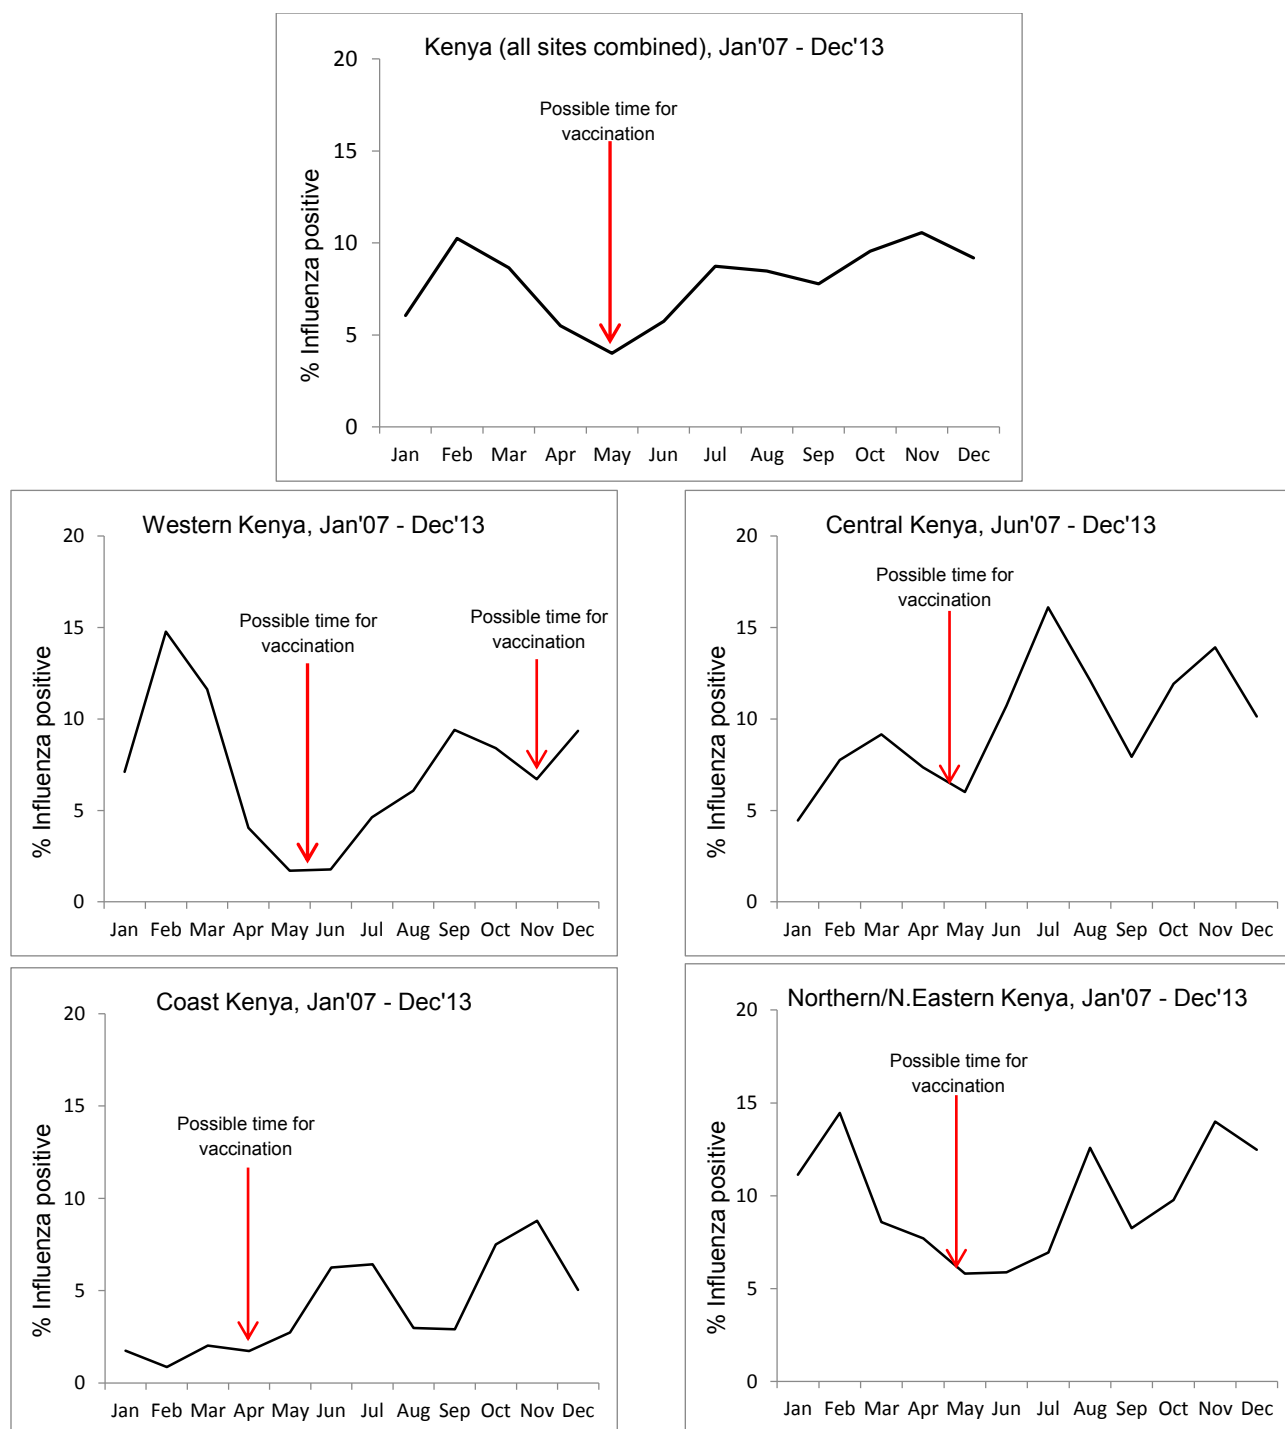 Kenya (all sites combined), Jan'07 - Dec'13
Possible time for
vaccination
% Influenza positive
20
15
10
5
0
Jan Feb Mar Apr May Jun Jul Aug Sep Oct Nov Dec
Western Kenya, Jan'07 - Dec'13
Possible time for
vaccination
Possible time for
vaccination
% Influenza positive
20
15
10
5
0
Jan Feb Mar Apr May Jun Jul Aug Sep Oct Nov Dec
Central Kenya, Jun'07 - Dec'13
Possible time for
vaccination
% Influenza positive
20
15
10
5
0
Jan Feb Mar Apr May Jun Jul Aug Sep Oct Nov Dec
Coast Kenya, Jan'07 - Dec'13
Possible time for
vaccination
% Influenza positive
20
15
10
5
0
Jan Feb Mar Apr May Jun Jul Aug Sep Oct Nov Dec
Northern/N.Eastern Kenya, Jan'07 - Dec'13
Possible time for
vaccination
% Influenza positive
20
15
10
5
0
Jan Feb Mar Apr May Jun Jul Aug Sep Oct Nov Dec